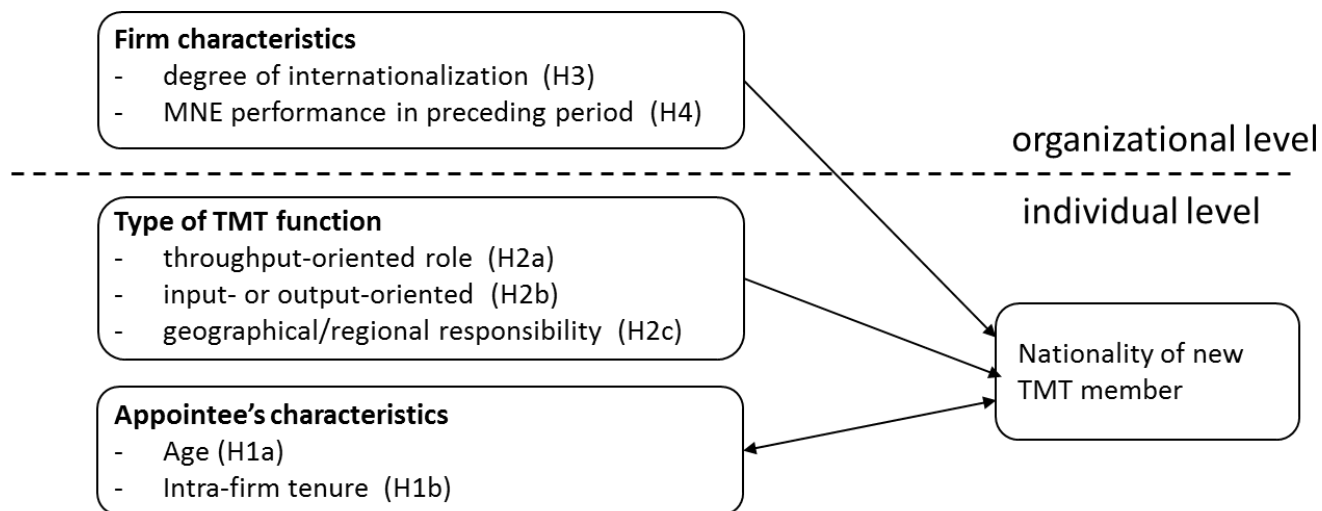 Firm characteristics
- degree of internationalization (H3)
- MNE performance in preceding period (H4)
organizational level
individual level
Type of TMT function
- throughput-oriented role (H2a)
- input- or output-oriented (H2b)
- geographical/regional responsibility (H2c)
Nationality of new
TMT member
Appointee’s characteristics
- Age (H1a)
- Intra-firm tenure (H1b)